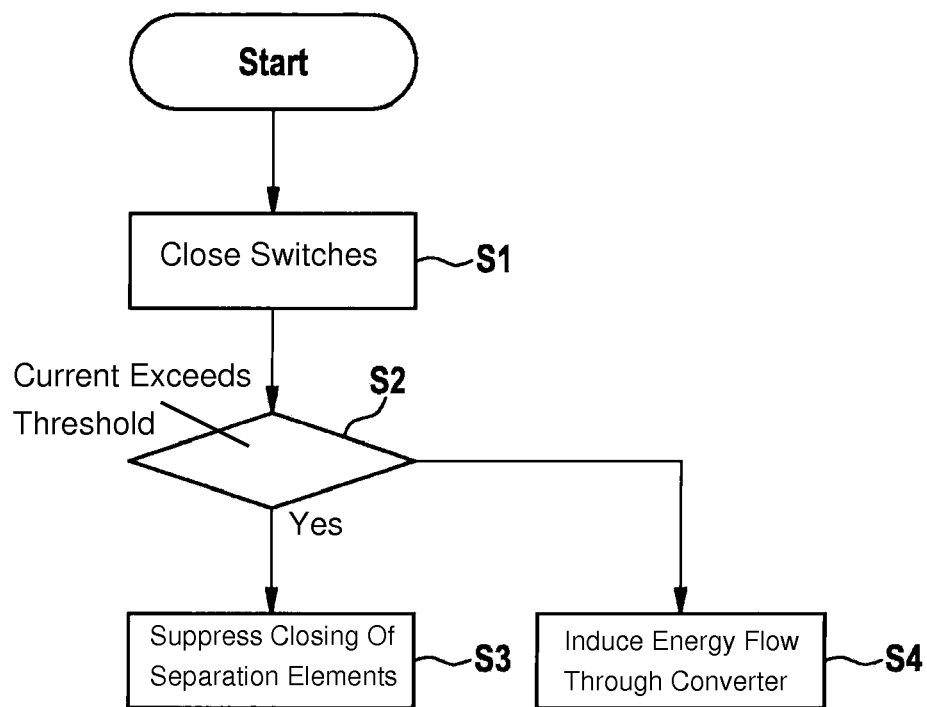 Start
Close Switches
S1
Current Exceeds
Threshold
S2
Yes
Suppress Closing Of
Separation Elements
S3
Induce Energy Flow
Through Converter
S4